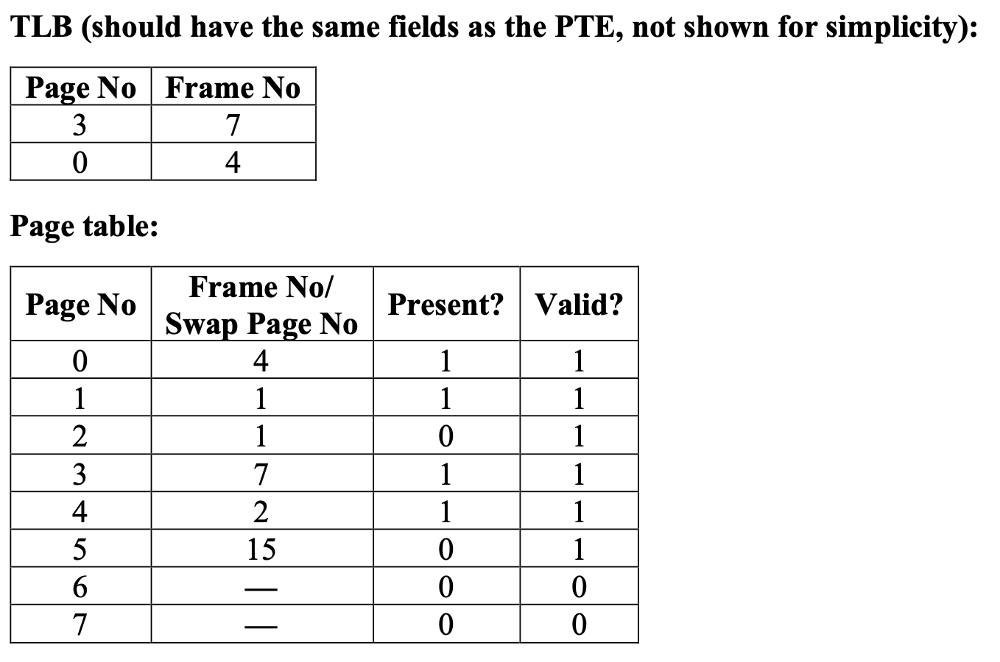 TLB (should have the same fields as the PTE, not shown for simplicity):
Page No Frame No
3 7
0 4
Page table:
Page No Frame No/ Present? Valid?
Swap Page No
0 4 1 1
1 1 1 1
2 1 0 1
3 7 1 1
4 2 1 1
5 15 0 1
6 — 0 0
7 — 0 0